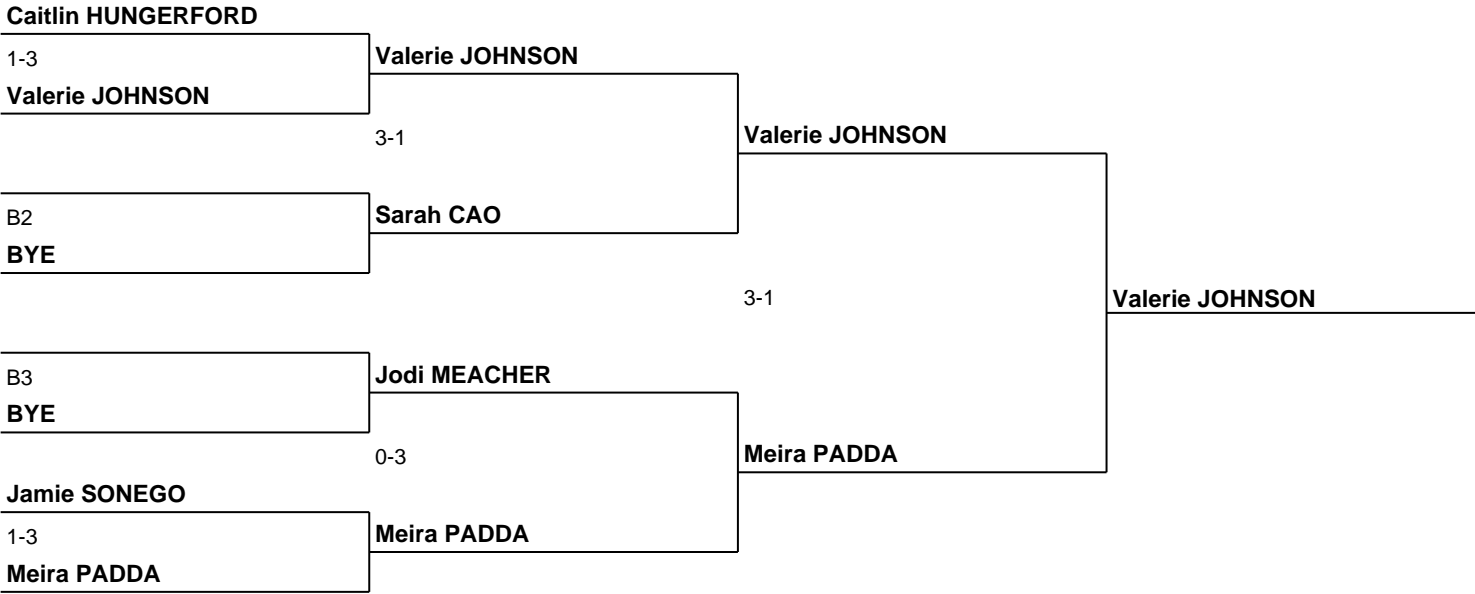 Caitlin HUNGERFORD
1-3
Valerie JOHNSON
Valerie JOHNSON
3-1
Valerie JOHNSON
B2
BYE
Sarah CAO
3-1
Valerie JOHNSON
B3
BYE
Jodi MEACHER
0-3
Meira PADDA
Jamie SONEGO
1-3
Meira PADDA
Meira PADDA